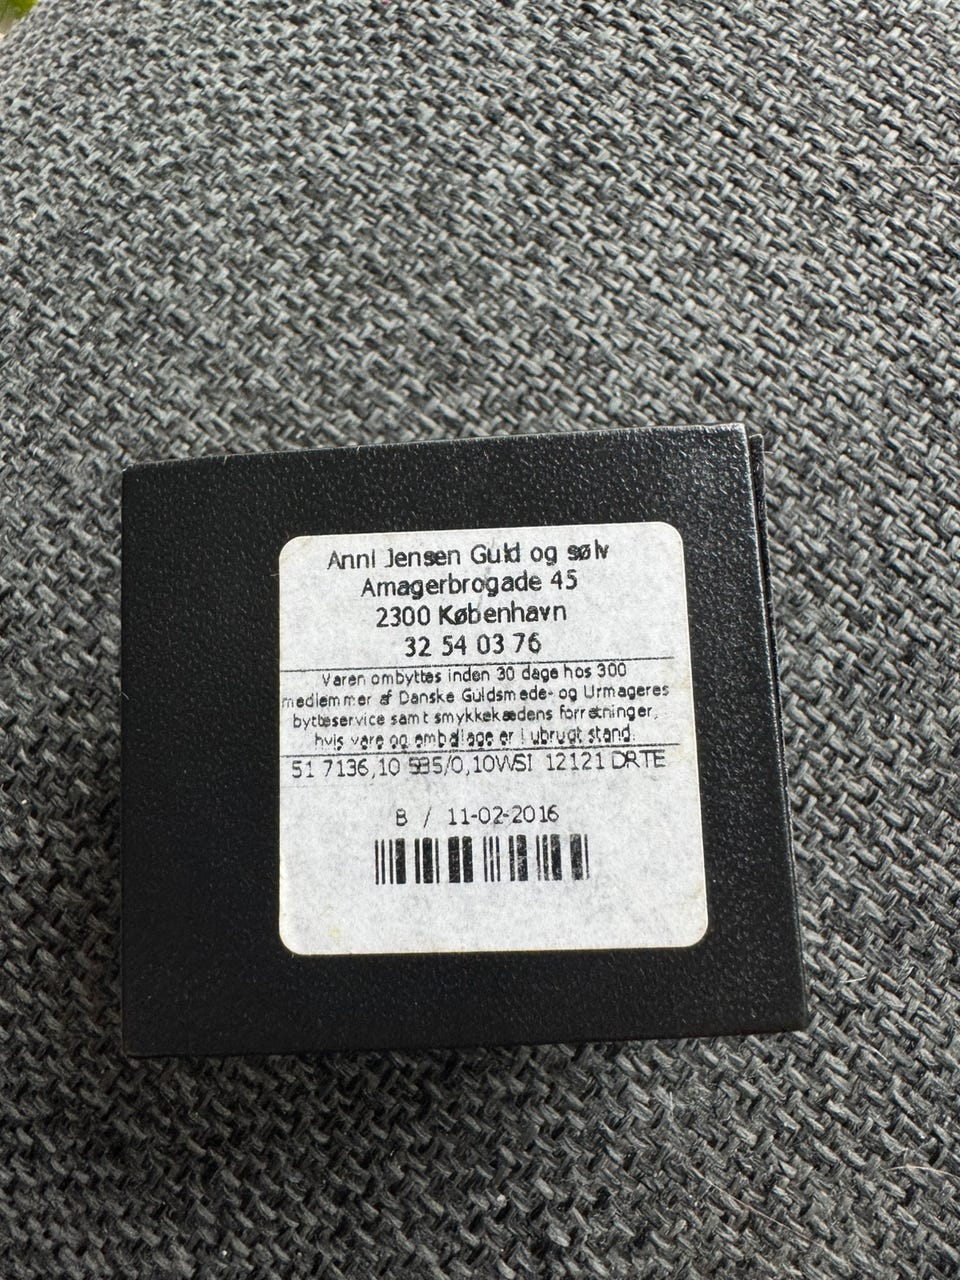 Anni Jensen Guld og sølv
Amagerbrogade 45
2300 København
32 54 03 76
Varen ombyttes inden 30 dage hos 300
medlemmer af Danske Guldsmede- og Urmageres
bytteservice samt smykkekædens forretninger,
hvis vare og emballage er i ubrugt stand.
51 7136,10 585/0,10WSI 12121 DRTE
B / 11-02-2016